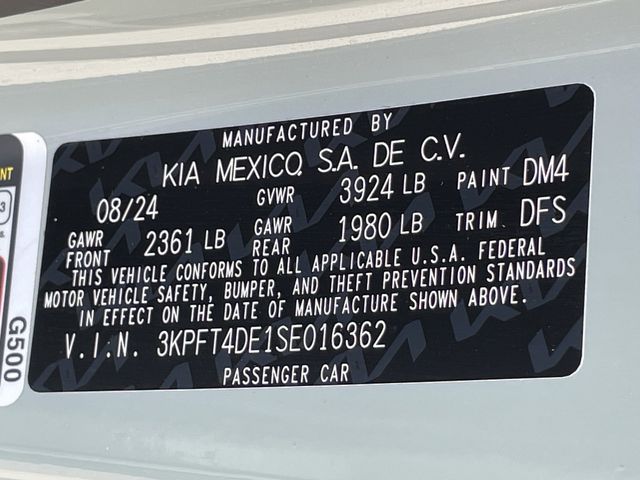 MANUFACTURED BY
KIA MEXICO, S.A. DE C.V.
08/24 GVWR 3924 LB PAINT DM4
GAWR FRONT 2361 LB GAWR REAR 1980 LB TRIM DFS
THIS VEHICLE CONFORMS TO ALL APPLICABLE U.S.A. FEDERAL
MOTOR VEHICLE SAFETY, BUMPER, AND THEFT PREVENTION STANDARDS
IN EFFECT ON THE DATE OF MANUFACTURE SHOWN ABOVE.
V.I.N. 3KPFT4DE1SE016362
PASSENGER CAR
G500